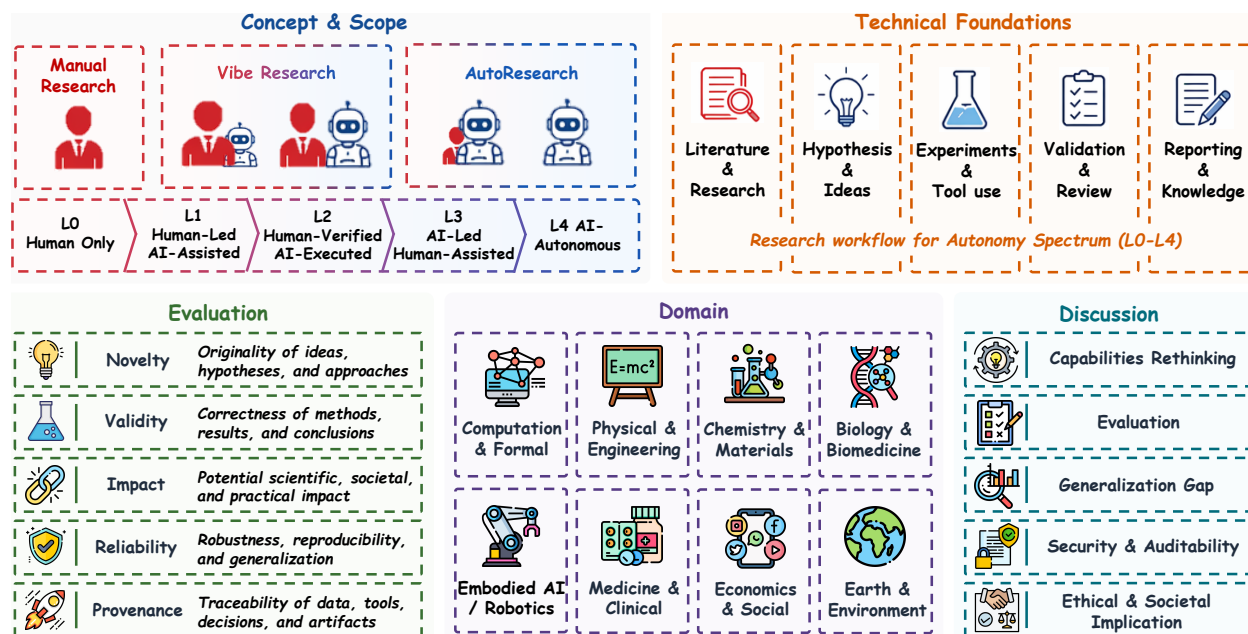 Concept & Scope
Manual
Research
Vibe Research
AutoResearch
L0
Human Only
L1
Human-Led
AI-Assisted
L2
Human-Verified
AI-Executed
L3
AI-Led
Human-Assisted
L4 AI-
Autonomous
Technical Foundations
Literature
&
Research
Hypothesis
&
Ideas
Experiments
&
Tool use
Validation
&
Review
Reporting
&
Knowledge
Research workflow for Autonomy Spectrum (L0-L4)
Evaluation
Novelty
Originality of ideas,
hypotheses, and approaches
Validity
Correctness of methods,
results, and conclusions
Impact
Potential scientific, societal,
and practical impact
Reliability
Robustness, reproducibility,
and generalization
Provenance
Traceability of data, tools,
decisions, and artifacts
Domain
Computation
& Formal
E=mc²
Physical &
Engineering
Chemistry &
Materials
Biology &
Biomedicine
Embodied AI
/ Robotics
Medicine &
Clinical
Economics
& Social
Earth &
Environment
Discussion
Capabilities Rethinking
Evaluation
Generalization Gap
Security & Auditability
Ethical & Societal
Implication